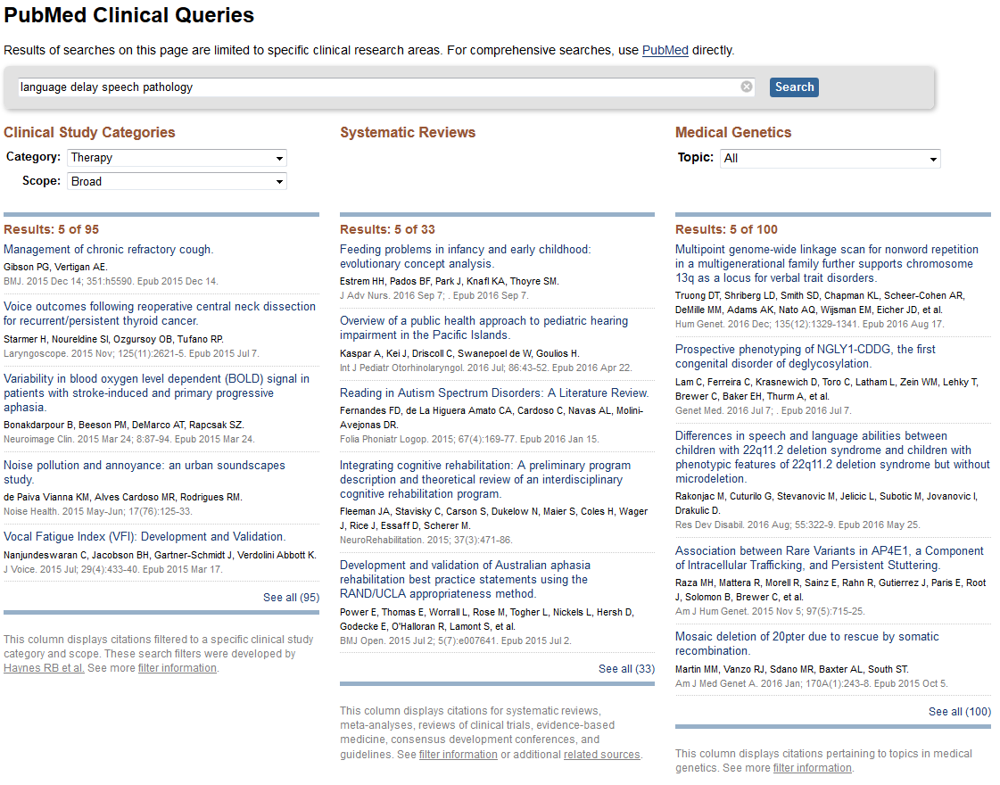 PubMed Clinical Queries
Results of searches on this page are limited to specific clinical research areas. For comprehensive searches, use PubMed directly.
language delay speech pathology
Search
Clinical Study Categories
Category: Therapy
Scope: Broad
Results: 5 of 95
Management of chronic refractory cough.
Gibson PG, Vertigan AE.
BMJ. 2015 Dec 14; 351:h5590. Epub 2015 Dec 14.
Voice outcomes following reoperative central neck dissection
for recurrent/persistent thyroid cancer.
Starmer H, Noureldine SI, Ozgursoy OB, Tufano RP.
Laryngoscope. 2015 Nov; 125(11):2621-5. Epub 2015 Jul 7.
Variability in blood oxygen level dependent (BOLD) signal in
patients with stroke-induced and primary progressive
aphasia.
Bonakdarpour B, Beeson PM, DeMarco AT, Rapcsak SZ.
Neuroimage Clin. 2015 Mar 24; 8:87-94. Epub 2015 Mar 24.
Noise pollution and annoyance: an urban soundscapes
study.
de Paiva Vianna KM, Alves Cardoso MR, Rodrigues RM.
Noise Health. 2015 May-Jun; 17(76):125-33.
Vocal Fatigue Index (VFI): Development and Validation.
Nanjundeswaran C, Jacobson BH, Gartner-Schmidt J, Verdolini Abbott K.
J Voice. 2015 Jul; 29(4):433-40. Epub 2015 Mar 17.
See all (95)
This column displays citations filtered to a specific clinical study
category and scope. These search filters were developed by
Haynes RB et al. See more filter information.
Systematic Reviews
Results: 5 of 33
Feeding problems in infancy and early childhood:
evolutionary concept analysis.
Estrem HH, Pados BF, Park J, Knafl KA, Thoyre SM.
J Adv Nurs. 2016 Sep 7; . Epub 2016 Sep 7.
Overview of a public health approach to pediatric hearing
impairment in the Pacific Islands.
Kaspar A, Kei J, Driscoll C, Swanepoel de W, Goulios H.
Int J Pediatr Otorhinolaryngol. 2016 Jul; 86:43-52. Epub 2016 Apr 22.
Reading in Autism Spectrum Disorders: A Literature Review.
Fernandes FD, de La Higuera Amato CA, Cardoso C, Navas AL, Molini-
Avejonas DR.
Folia Phoniatr Logop. 2015; 67(4):169-77. Epub 2016 Jan 15.
Integrating cognitive rehabilitation: A preliminary program
description and theoretical review of an interdisciplinary
cognitive rehabilitation program.
Fleeman JA, Stavisky C, Carson S, Dukelow N, Maier S, Coles H, Wager
J, Rice J, Essaff D, Scherer M.
NeuroRehabilitation. 2015; 37(3):471-86.
Development and validation of Australian aphasia
rehabilitation best practice statements using the
RAND/UCLA appropriateness method.
Power E, Thomas E, Worrall L, Rose M, Togher L, Nickels L, Hersh D,
Godecke E, O'Halloran R, Lamont S, et al.
BMJ Open. 2015 Jul 2; 5(7):e007641. Epub 2015 Jul 2.
See all (33)
This column displays citations for systematic reviews,
meta-analyses, reviews of clinical trials, evidence-based
medicine, consensus development conferences, and
guidelines. See filter information or additional related sources.
Medical Genetics
Topic: All
Results: 5 of 100
Multipoint genome-wide linkage scan for nonword repetition
in a multigenerational family further supports chromosome
13q as a locus for verbal trait disorders.
Truong DT, Shriberg LD, Smith SD, Chapman KL, Scheer-Cohen AR,
DeMille MM, Adams AK, Nato AQ, Wijsman EM, Eicher JD, et al.
Hum Genet. 2016 Dec; 135(12):1329-1341. Epub 2016 Aug 17.
Prospective phenotyping of NGLY1-CDDG, the first
congenital disorder of deglycosylation.
Lam C, Ferreira C, Krasnewich D, Toro C, Latham L, Zein WM, Lehky T,
Brewer C, Baker EH, Thurm A, et al.
Genet Med. 2016 Jul 7; . Epub 2016 Jul 7.
Differences in speech and language abilities between
children with 22q11.2 deletion syndrome and children with
phenotypic features of 22q11.2 deletion syndrome but without
microdeletion.
Rakonjac M, Cuturilo G, Stevanovic M, Jelicic L, Subotic M, Jovanovic I,
Drakulic D.
Res Dev Disabil. 2016 Aug; 55:322-9. Epub 2016 May 25.
Association between Rare Variants in AP4E1, a Component
of Intracellular Trafficking, and Persistent Stuttering.
Raza MH, Mattera R, Morell R, Sainz E, Rahn R, Gutierrez J, Paris E, Root
J, Solomon B, Brewer C, et al.
Am J Hum Genet. 2015 Nov 5; 97(5):715-25.
Mosaic deletion of 20pter due to rescue by somatic
recombination.
Martin MM, Vanzo RJ, Sdano MR, Baxter AL, South ST.
Am J Med Genet A. 2016 Jan; 170A(1):243-8. Epub 2015 Oct 5.
See all (100)
This column displays citations pertaining to topics in medical
genetics. See more filter information.